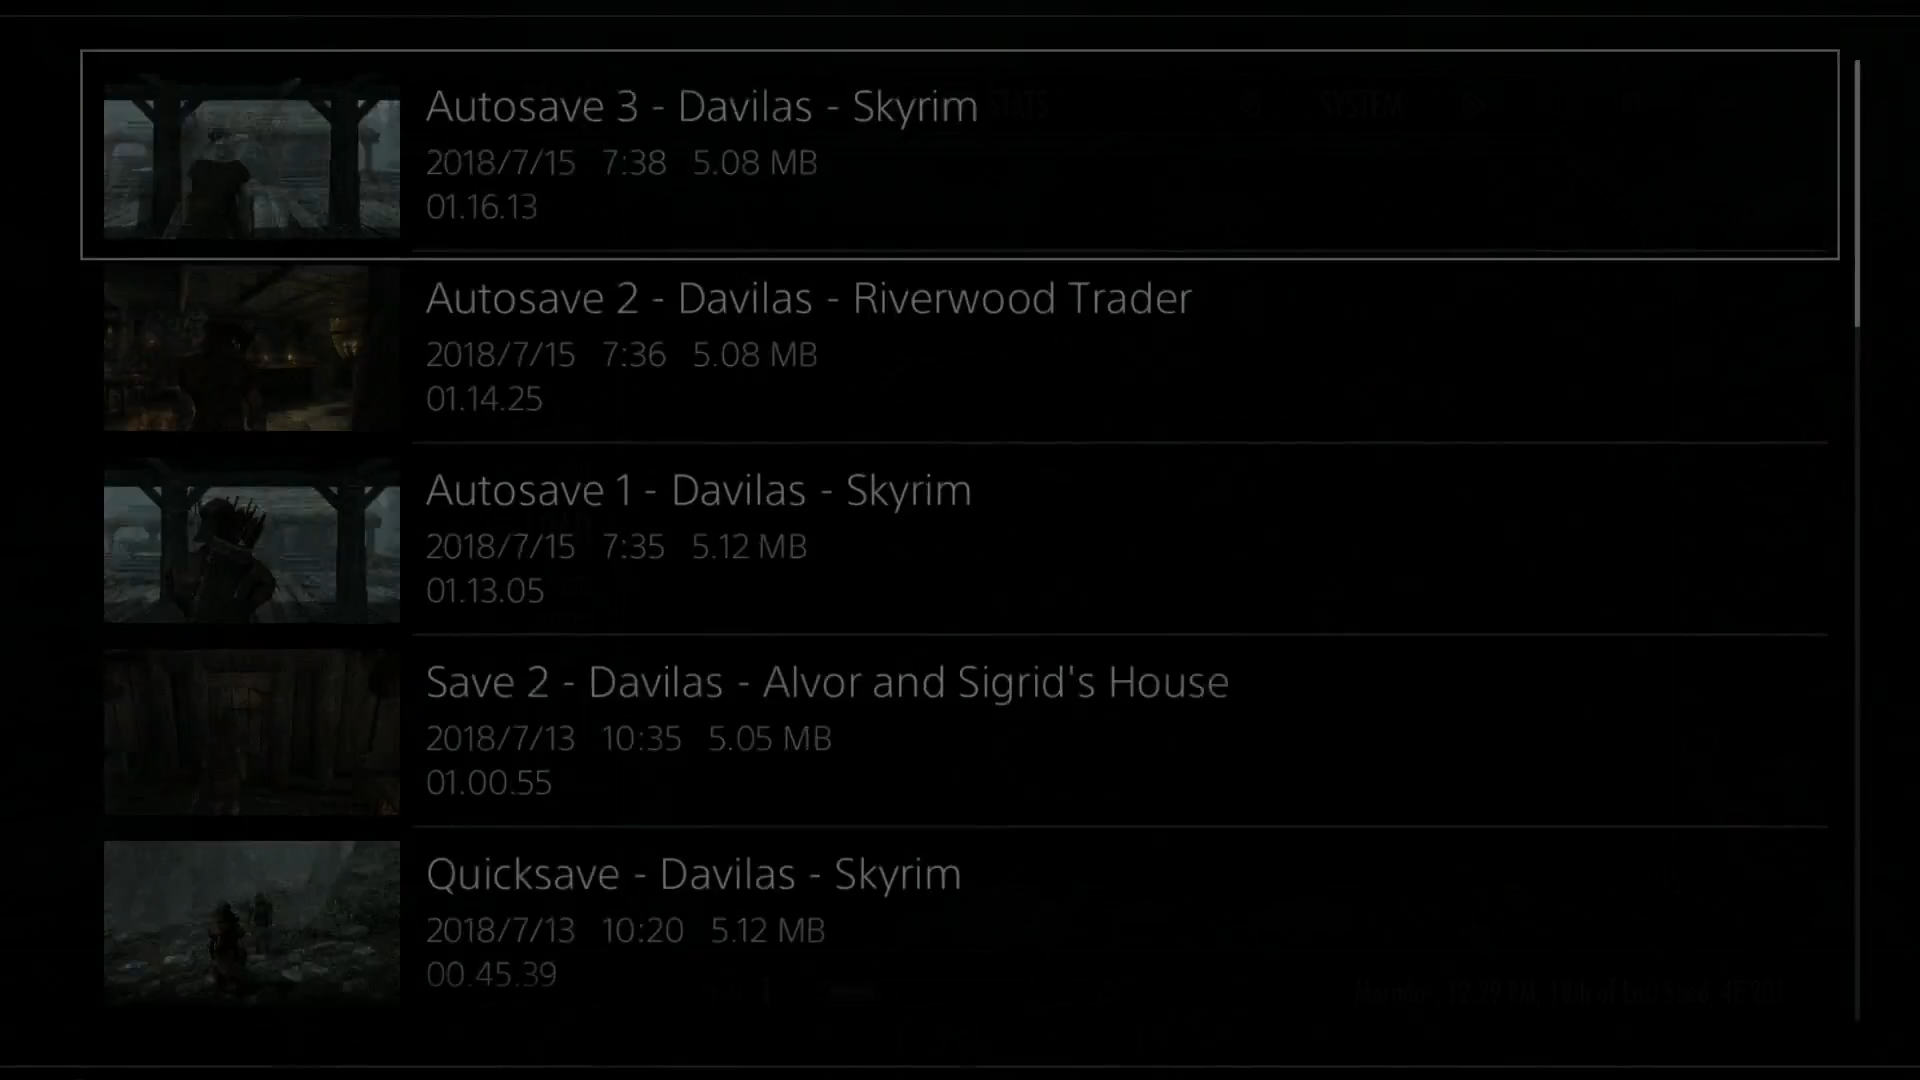 STATS
SYSTEM
Autosave 3 - Davilas - Skyrim
2018/7/15 7:38 5.08 MB
01.16.13
Autosave 2 - Davilas - Riverwood Trader
2018/7/15 7:36 5.08 MB
01.14.25
Autosave 1 - Davilas - Skyrim
2018/7/15 7:35 5.12 MB
01.13.05
Save 2 - Davilas - Alvor and Sigrid's House
2018/7/13 10:35 5.05 MB
01.00.55
Quicksave - Davilas - Skyrim
2018/7/13 10:20 5.12 MB
00.45.39